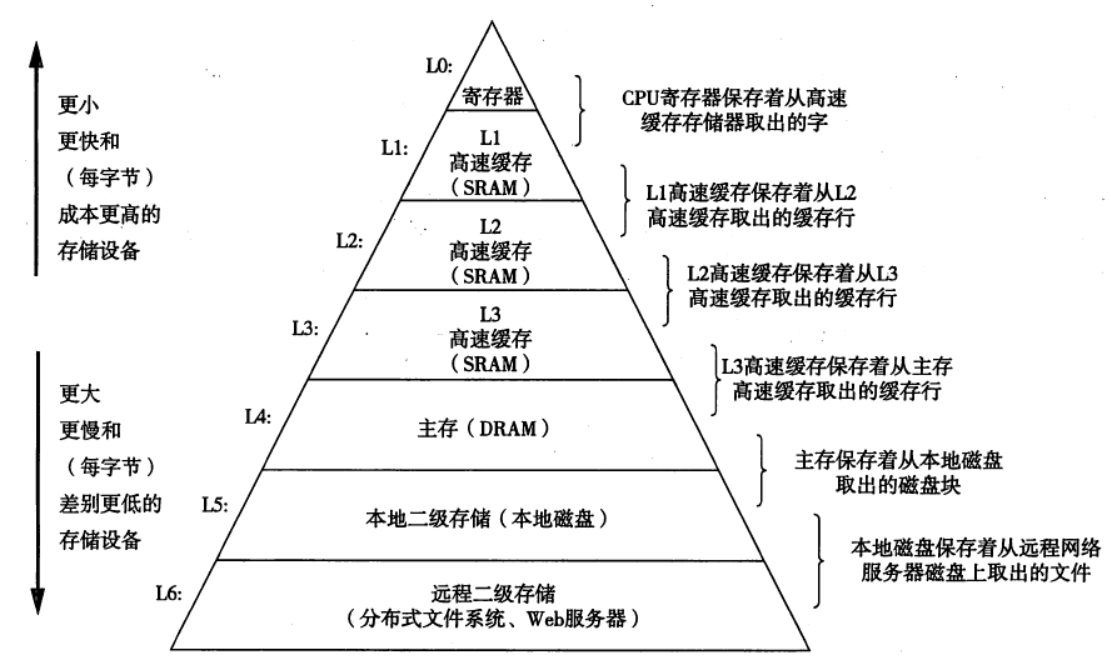 更小
更快和
（每字节）
成本更高的
存储设备
更大
更慢和
（每字节）
差别更低的
存储设备
L0:
寄存器
L1:
L1
高速缓存
（SRAM）
L2:
L2
高速缓存
（SRAM）
L3:
L3
高速缓存
（SRAM）
L4:
主存（DRAM）
L5:
本地二级存储（本地磁盘）
L6:
远程二级存储
（分布式文件系统、Web服务器）
CPU寄存器保存着从高速
缓存存储器取出的字
L1高速缓存保存着从L2
高速缓存取出的缓存行
L2高速缓存保存着从L3
高速缓存取出的缓存行
L3高速缓存保存着从主存
高速缓存取出的缓存行
主存保存着从本地磁盘
取出的磁盘块
本地磁盘保存着从远程网络
服务器磁盘上取出的文件